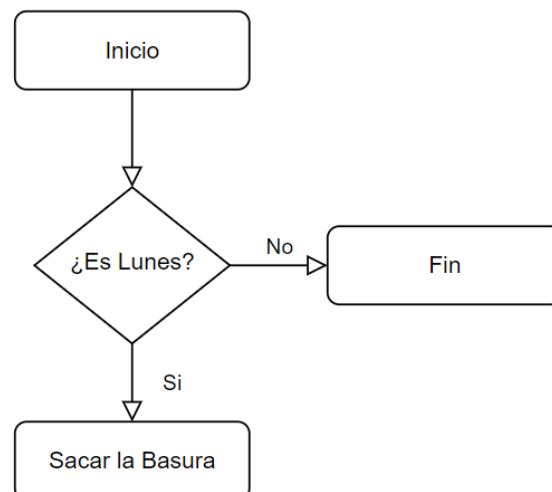 Inicio
¿Es Lunes?
No
Fin
Si
Sacar la Basura